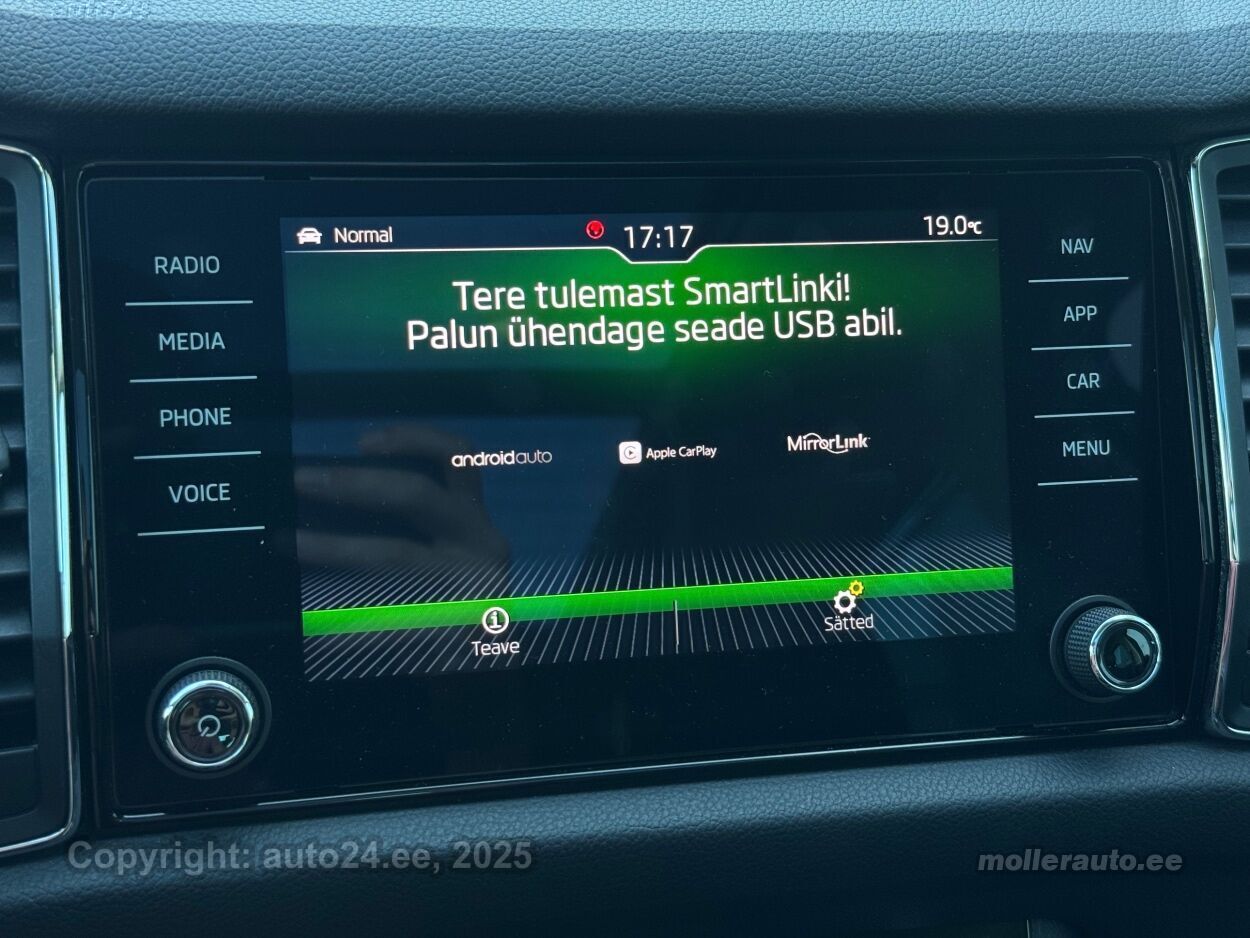 Normal
17:17
19.0°C
RADIO
MEDIA
PHONE
VOICE
Tere tulemast SmartLinki!
Palun ühendage seade USB abil.
androidauto
Apple CarPlay
MirrorLink
Teave
Sätted
NAV
APP
CAR
MENU
Copyright: auto24.ee, 2025
mollerauto.ee